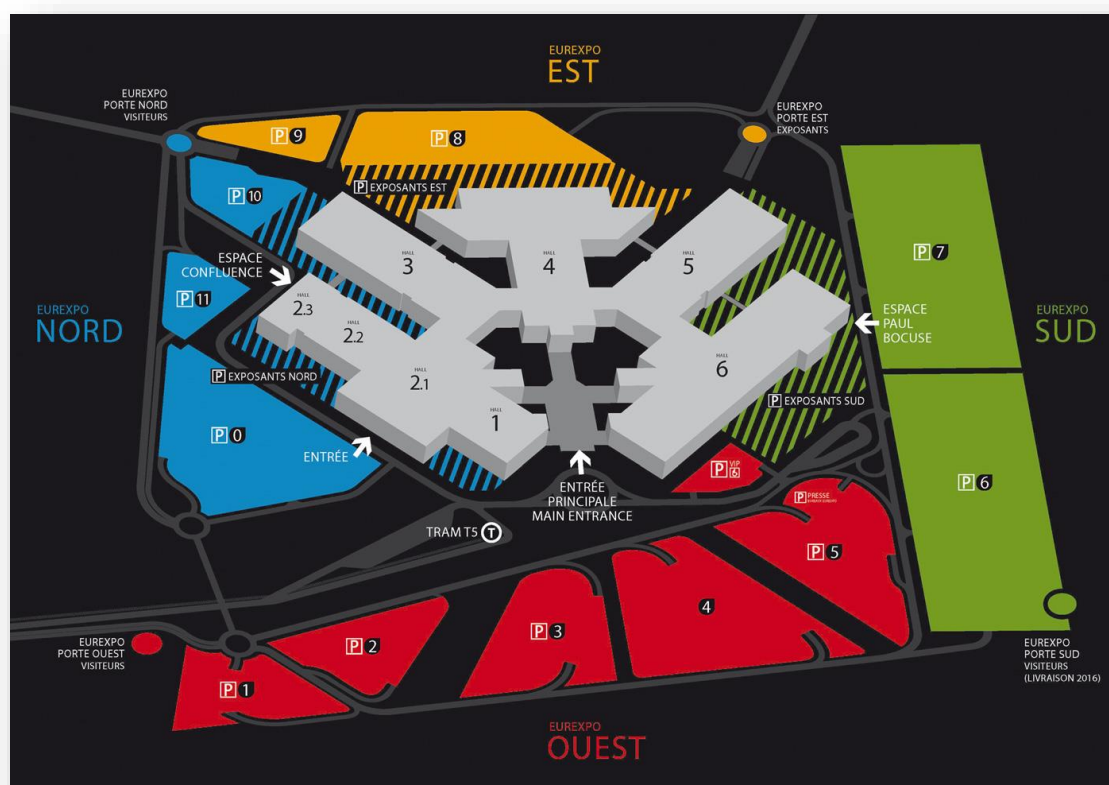 EUREXPO
EST
EUREXPO
PORTE NORD
VISITEURS
EUREXPO
PORTE EST
EXPOSANTS
P 9
P 8
P 10
P EXPOSANTS EST
P 7
ESPACE
CONFLUENCE
HALL
3
HALL
4
HALL
5
P 11
HALL
2.3
HALL
2.2
EUREXPO
NORD
ESPACE
PAUL
BOCUSE
EUREXPO
SUD
HALL
2.1
HALL
6
P EXPOSANTS NORD
P EXPOSANTS SUD
HALL
1
P 0
ENTRÉE
P VIP
P 6
ENTRÉE
PRINCIPALE
MAIN ENTRANCE
P PRESSE
TRAM T5 T
P 5
EUREXPO
PORTE OUEST
VISITEURS
P 2
P 3
4
EUREXPO
PORTE SUD
VISITEURS
(LIVRAISON 2016)
P 1
EUREXPO
OUEST